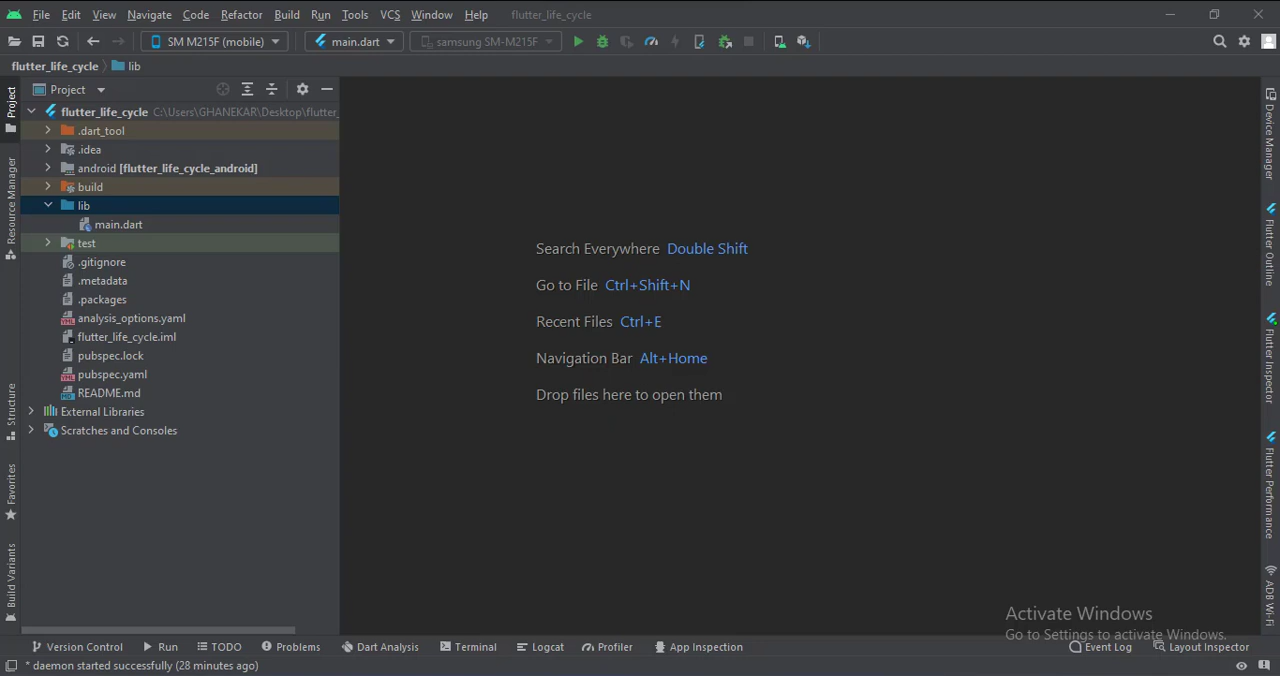 File Edit View Navigate Code Refactor Build Run Tools VCS Window Help flutter_life_cycle
SM M215F (mobile) main.dart samsung SM-M215F
flutter_life_cycle lib
Project
flutter_life_cycle C:\Users\GHANEKAR\Desktop\flutter_
.dart_tool
.idea
android [flutter_life_cycle_android]
build
lib
main.dart
test
.gitignore
.metadata
.packages
analysis_options.yaml
flutter_life_cycle.iml
pubspec.lock
pubspec.yaml
README.md
External Libraries
Scratches and Consoles
Project
Resource Manager
Structure
Favorites
Build Variants
Search Everywhere Double Shift
Go to File Ctrl+Shift+N
Recent Files Ctrl+E
Navigation Bar Alt+Home
Drop files here to open them
Device Manager
Flutter Outline
Flutter Inspector
Flutter Performance
ADB Wi-Fi
Activate Windows
Go to Settings to activate Windows.
Version Control Run TODO Problems Dart Analysis Terminal Logcat Profiler App Inspection Event Log Layout Inspector
* daemon started successfully (28 minutes ago)